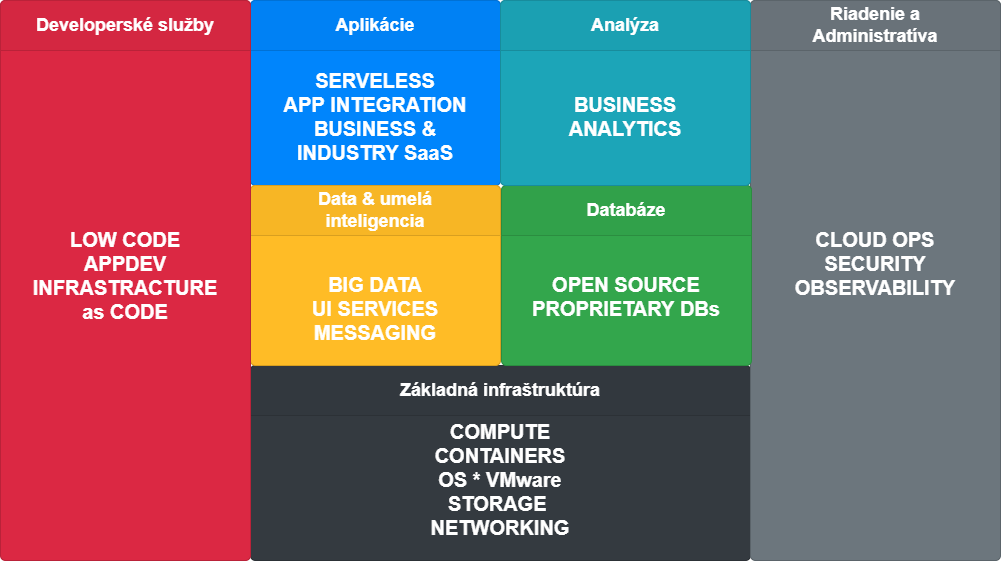 Developerské služby
LOW CODE
APPDEV
INFRASTRACTURE
as CODE
Aplikácie
SERVELESS
APP INTEGRATION
BUSINESS &
INDUSTRY SaaS
Analýza
BUSINESS
ANALYTICS
Data & umelá
inteligencia
BIG DATA
UI SERVICES
MESSAGING
Databáze
OPEN SOURCE
PROPRIETARY DBs
Základná infraštruktúra
COMPUTE
CONTAINERS
OS * VMware
STORAGE
NETWORKING
Riadenie a
Administratíva
CLOUD OPS
SECURITY
OBSERVABILITY